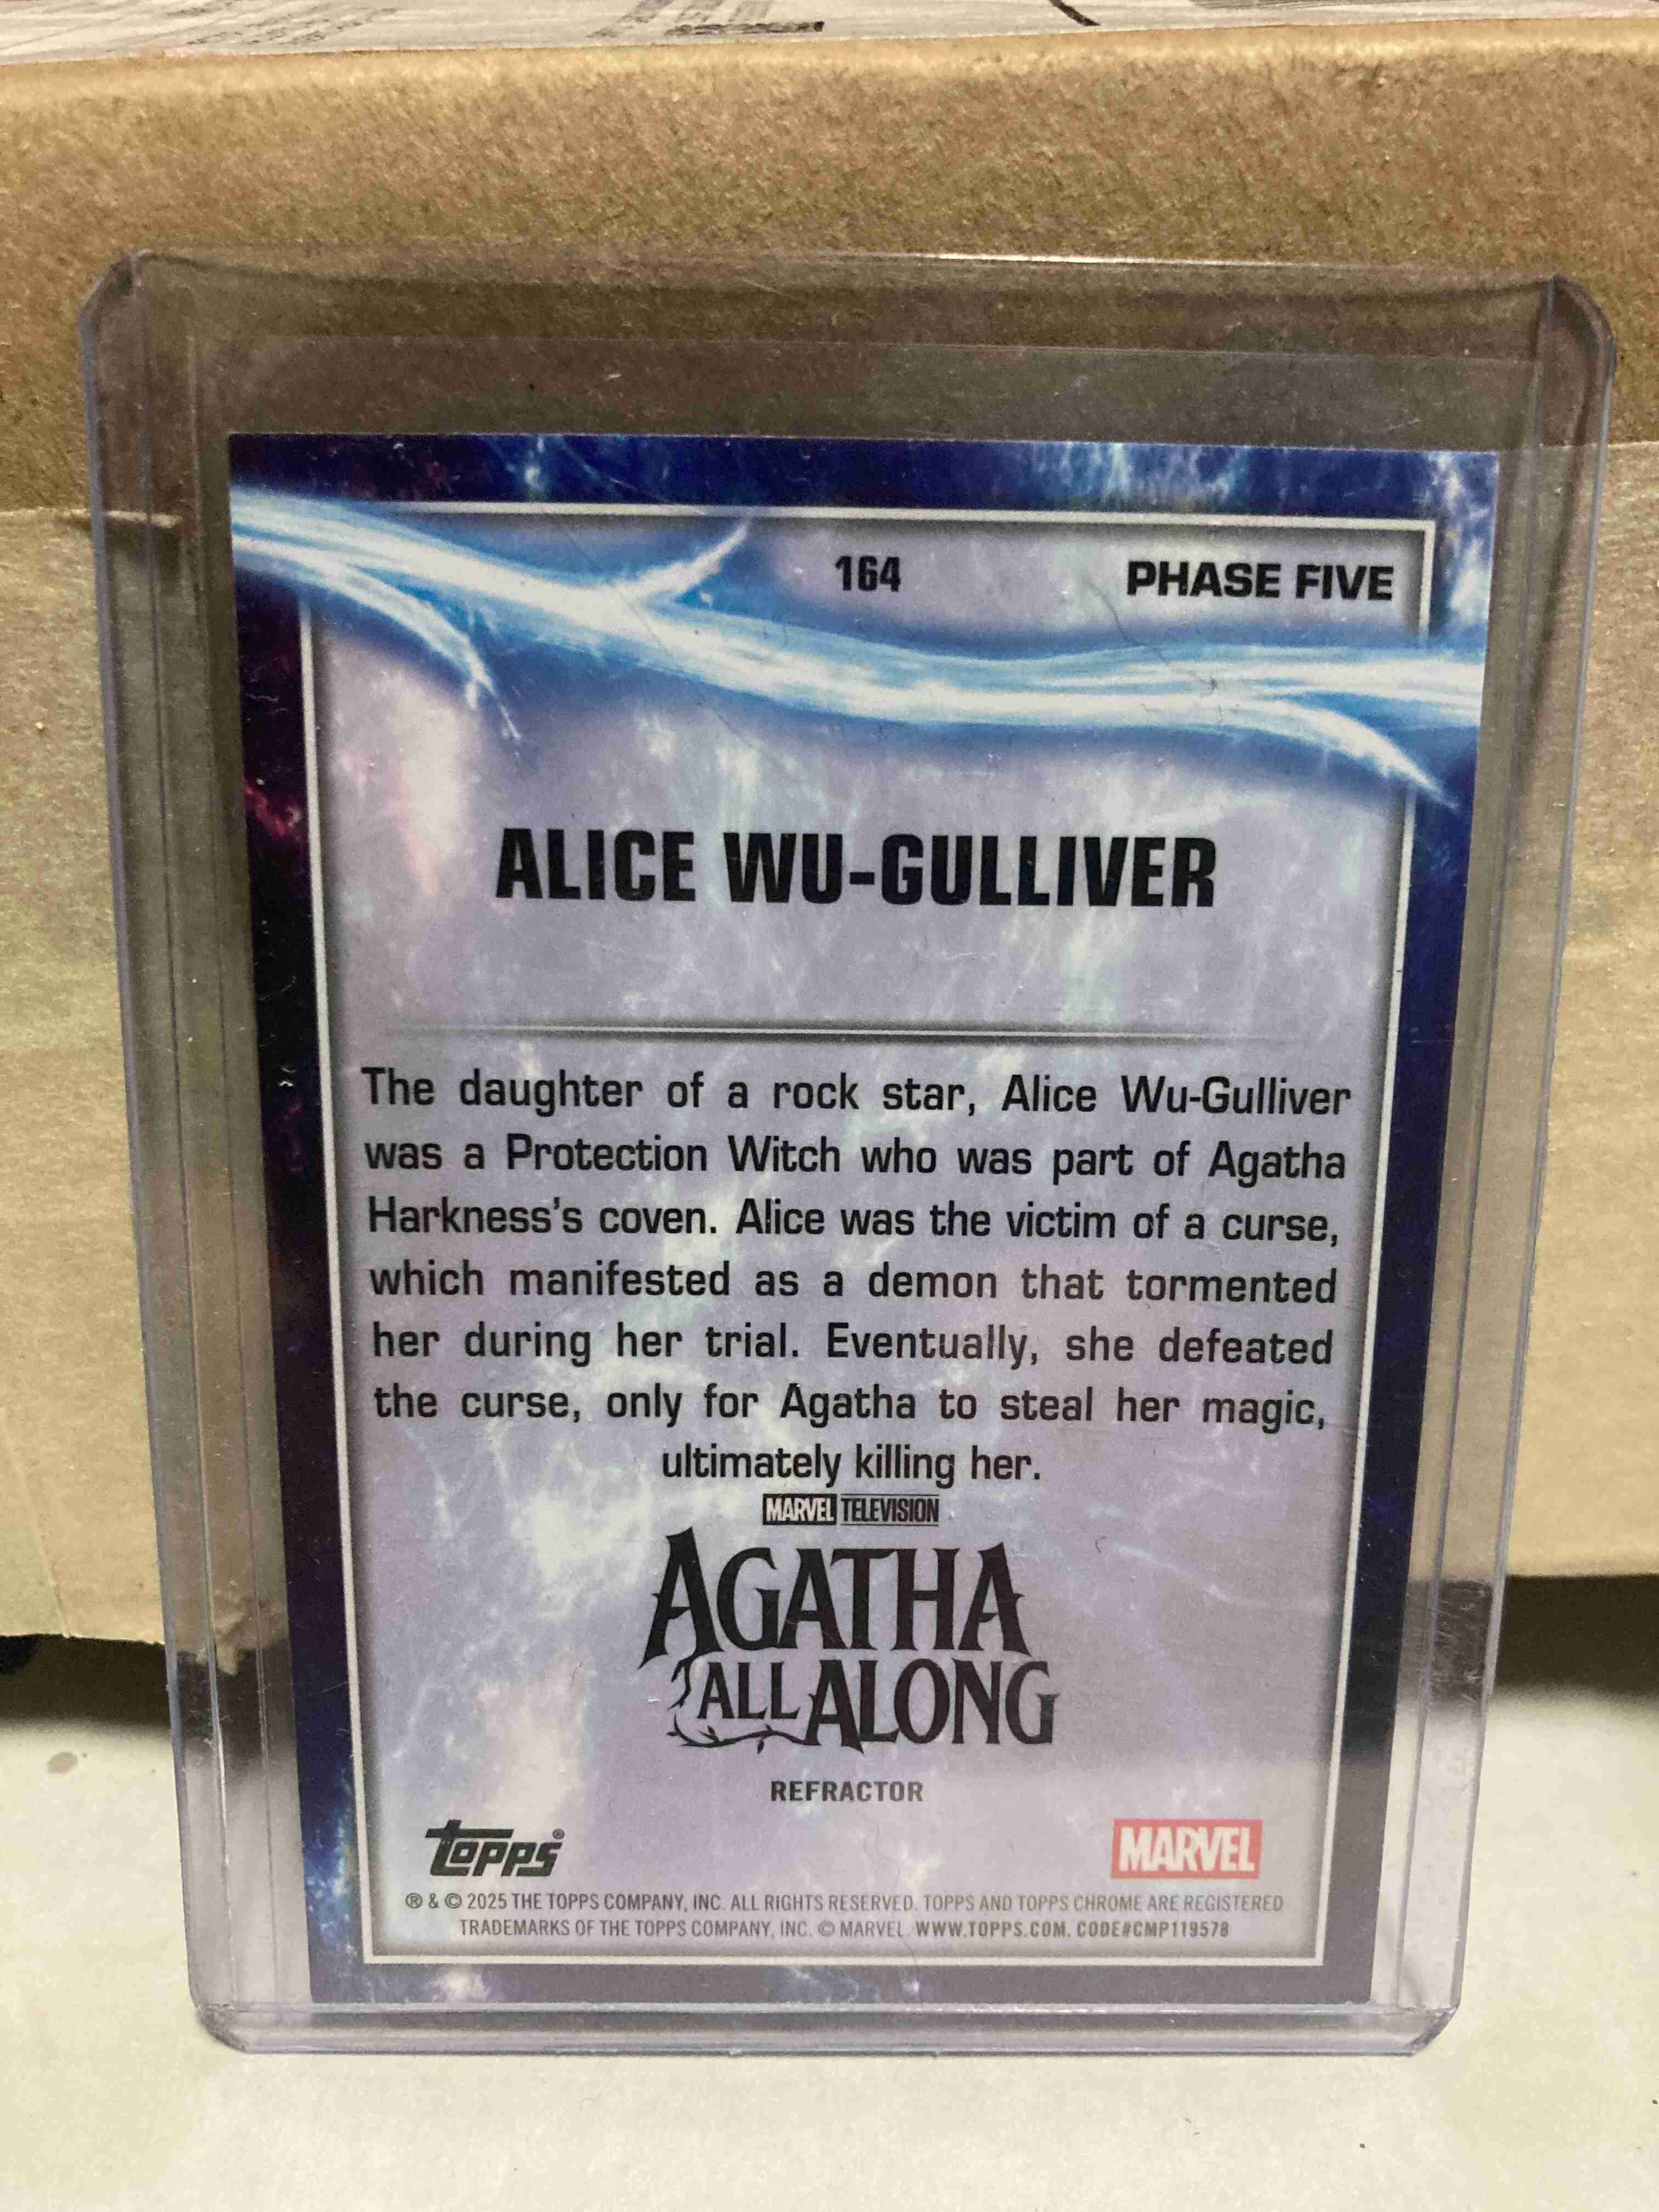 164 PHASE FIVE
ALICE WU-GULLIVER
The daughter of a rock star, Alice Wu-Gulliver
was a Protection Witch who was part of Agatha
Harkness's coven. Alice was the victim of a curse,
which manifested as a demon that tormented
her during her trial. Eventually, she defeated
the curse, only for Agatha to steal her magic,
ultimately killing her.
MARVEL TELEVISION
AGATHA
ALL ALONG
REFRACTOR
topps® MARVEL
® & © 2025 THE TOPPS COMPANY, INC. ALL RIGHTS RESERVED. TOPPS AND TOPPS CHROME ARE REGISTERED
TRADEMARKS OF THE TOPPS COMPANY, INC. © MARVEL. WWW.TOPPS.COM. CODE#CMP119578